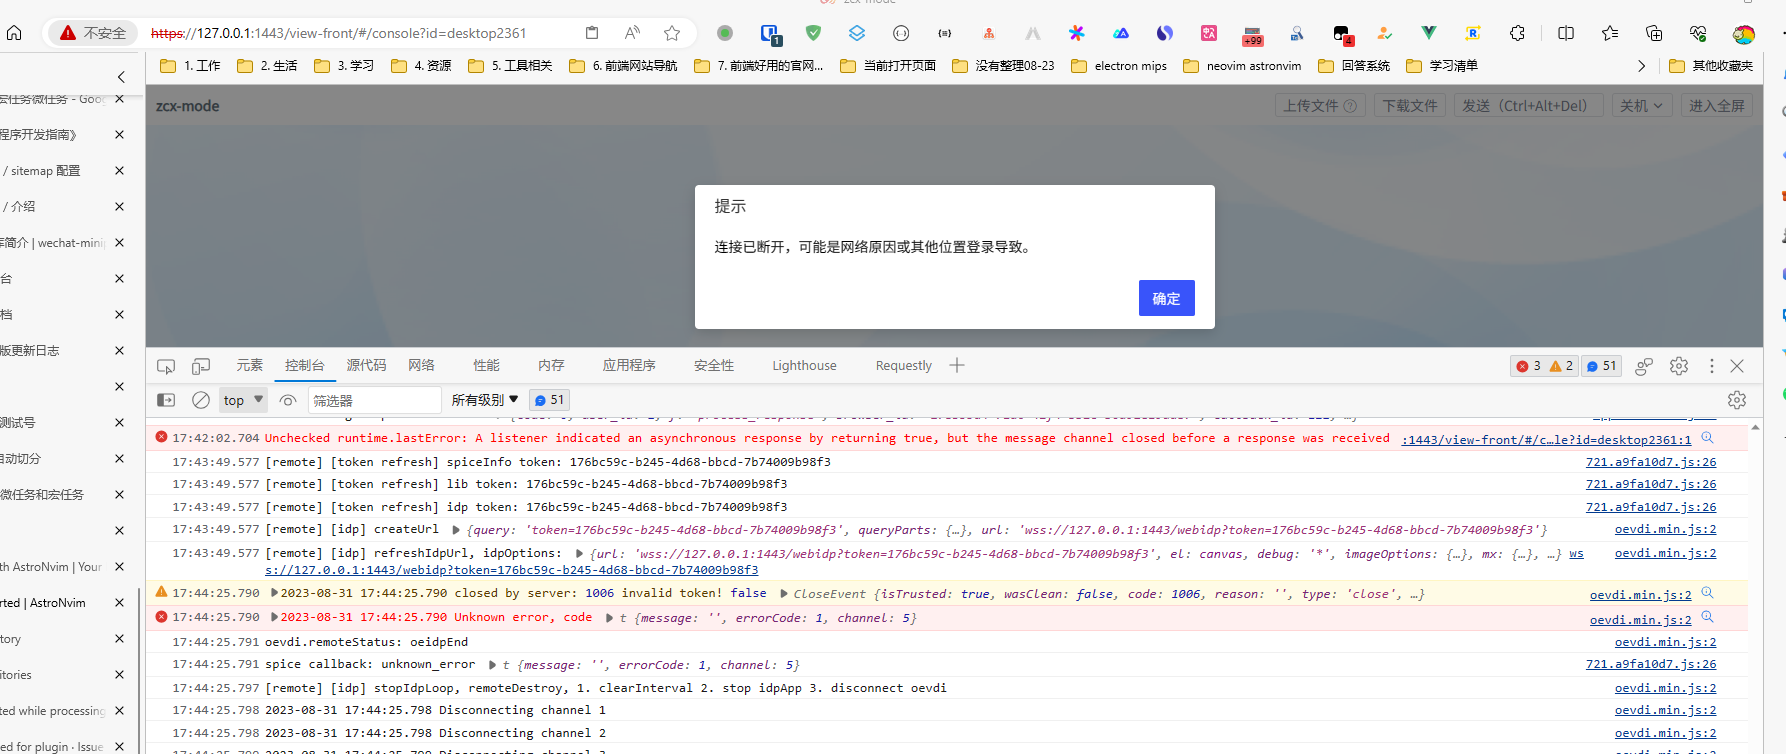 zcx-mode
不安全
https://127.0.0.1:1443/view-front/#/console?id=desktop2361
1
+99
4
1. 工作
2. 生活
3. 学习
4. 资源
5. 工具相关
6. 前端网站导航
7. 前端好用的官网...
当前打开页面
没有整理08-23
electron mips
neovim astronvim
回答系统
学习清单
其他收藏夹
宏任务微任务 - Goog
程序开发指南》
/ sitemap 配置
/ 介绍
库简介 | wechat-minip
台
档
版更新日志
测试号
自动切分
微任务和宏任务
th AstroNvim | Your
rted | AstroNvim
tory
itories
ted while processing
ed for plugin · Issue
zcx-mode
上传文件
下载文件
发送（Ctrl+Alt+Del）
关机
进入全屏
提示
连接已断开，可能是网络原因或其他位置登录导致。
确定
元素
控制台
源代码
网络
性能
内存
应用程序
安全性
Lighthouse
Requestly
3
2
51
top
筛选器
所有级别
51
17:42:02.704 Unchecked runtime.lastError: A listener indicated an asynchronous response by returning true, but the message channel closed before a response was received :1443/view-front/#/c…le?id=desktop2361:1
17:43:49.577 [remote] [token refresh] spiceInfo token: 176bc59c-b245-4d68-bbcd-7b74009b98f3 721.a9fa10d7.js:26
17:43:49.577 [remote] [token refresh] lib token: 176bc59c-b245-4d68-bbcd-7b74009b98f3 721.a9fa10d7.js:26
17:43:49.577 [remote] [token refresh] idp token: 176bc59c-b245-4d68-bbcd-7b74009b98f3 721.a9fa10d7.js:26
17:43:49.577 [remote] [idp] createUrl {query: 'token=176bc59c-b245-4d68-bbcd-7b74009b98f3', queryParts: {…}, url: 'wss://127.0.0.1:1443/webidp?token=176bc59c-b245-4d68-bbcd-7b74009b98f3'} oevdi.min.js:2
17:43:49.577 [remote] [idp] refreshIdpUrl, idpOptions: {url: 'wss://127.0.0.1:1443/webidp?token=176bc59c-b245-4d68-bbcd-7b74009b98f3', el: canvas, debug: '*', imageOptions: {…}, mx: {…}, …} ws oevdi.min.js:2
s://127.0.0.1:1443/webidp?token=176bc59c-b245-4d68-bbcd-7b74009b98f3
17:44:25.790 2023-08-31 17:44:25.790 closed by server: 1006 invalid token! false CloseEvent {isTrusted: true, wasClean: false, code: 1006, reason: '', type: 'close', …} oevdi.min.js:2
17:44:25.790 2023-08-31 17:44:25.790 Unknown error, code t {message: '', errorCode: 1, channel: 5} oevdi.min.js:2
17:44:25.791 oevdi.remoteStatus: oeidpEnd oevdi.min.js:2
17:44:25.791 spice callback: unknown_error t {message: '', errorCode: 1, channel: 5} 721.a9fa10d7.js:26
17:44:25.797 [remote] [idp] stopIdpLoop, remoteDestroy, 1. clearInterval 2. stop idpApp 3. disconnect oevdi oevdi.min.js:2
17:44:25.798 2023-08-31 17:44:25.798 Disconnecting channel 1 oevdi.min.js:2
17:44:25.798 2023-08-31 17:44:25.798 Disconnecting channel 2 oevdi.min.js:2